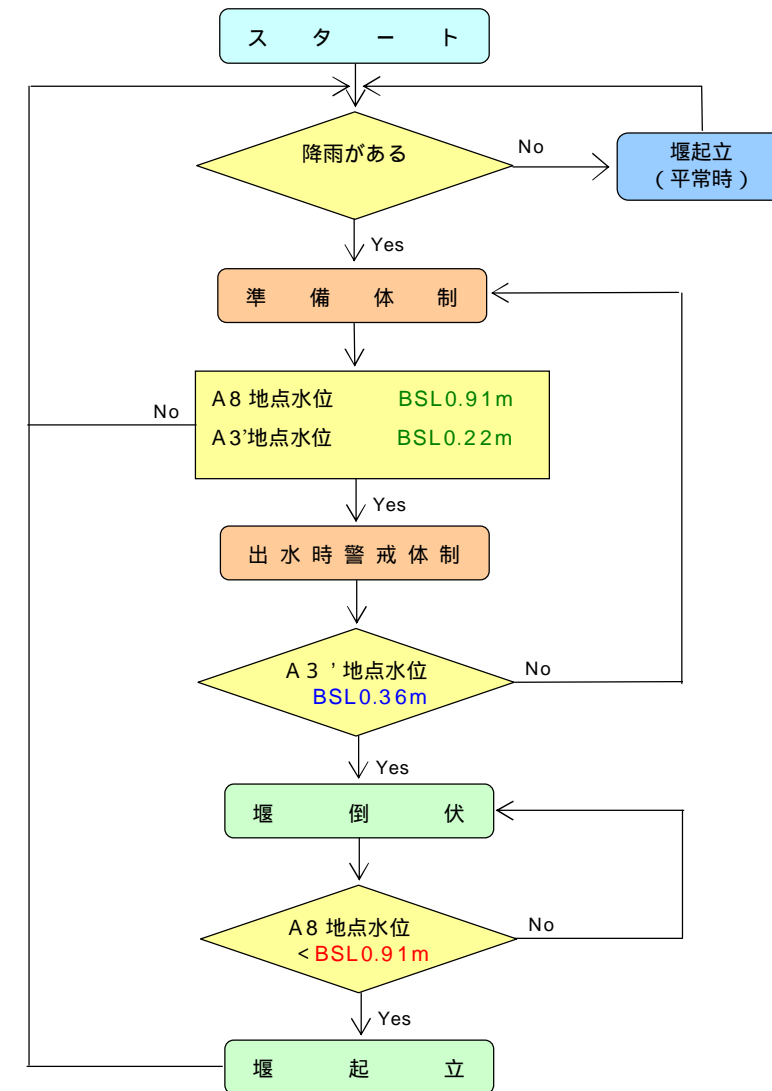 スタート
降雨がある
No
堰起立
(平常時)
Yes
準備体制
No
A8 地点水位 BSL0.91m
A3'地点水位 BSL0.22m
Yes
出水時警戒体制
A3'地点水位
BSL0.36m
No
Yes
堰倒伏
A8 地点水位
<BSL0.91m
No
Yes
堰起立